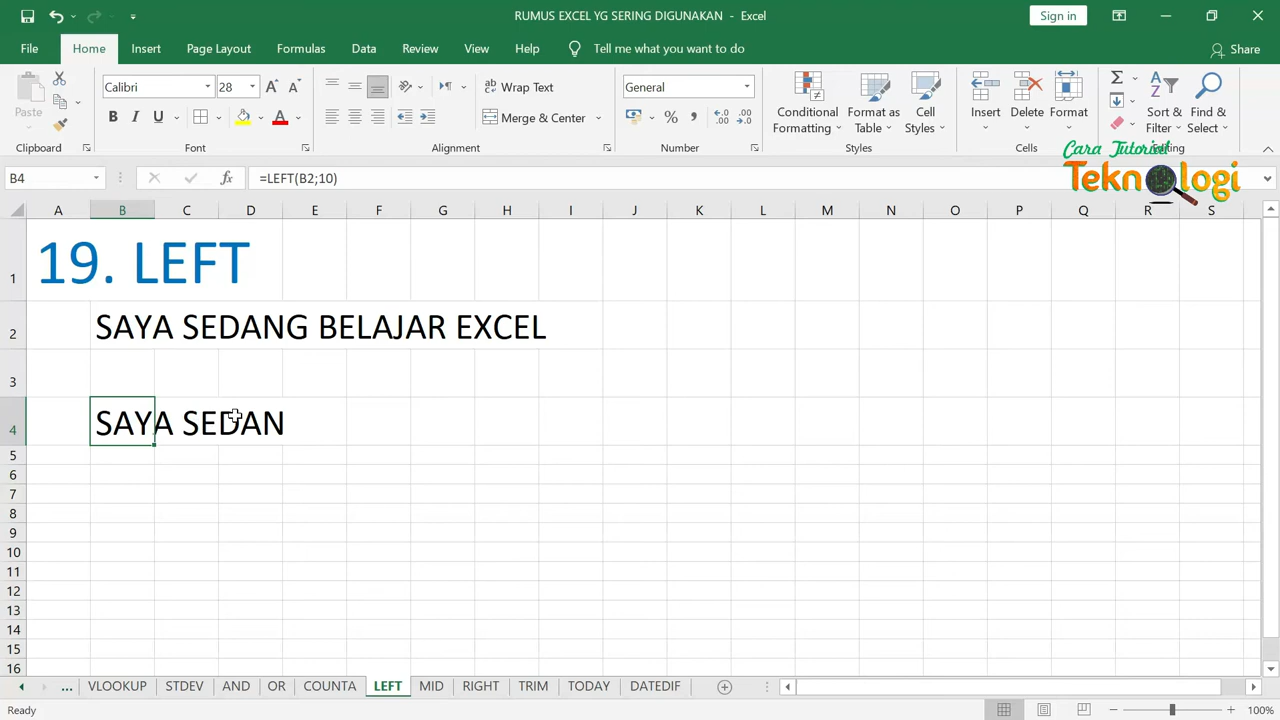 RUMUS EXCEL YG SERING DIGUNAKAN - Excel
Sign in
File Home Insert Page Layout Formulas Data Review View Help Tell me what you want to do Share
Paste
Calibri 28
B I U A
Wrap Text
Merge & Center
General
%
Conditional Formatting
Format as Table
Cell Styles
Insert
Delete
Format
Sort & Filter
Find & Select
Clipboard Font Alignment Number Styles Cells Editing
Cara Tutorial
Teknologi
B4 fx =LEFT(B2;10)
A B C D E F G H I J K L M N O P Q R S
1 19. LEFT
2 SAYA SEDANG BELAJAR EXCEL
3
4 SAYA SEDAN
5
6
7
8
9
10
11
12
13
14
15
16
... VLOOKUP STDEV AND OR COUNTA LEFT MID RIGHT TRIM TODAY DATEDIF
Ready 100%